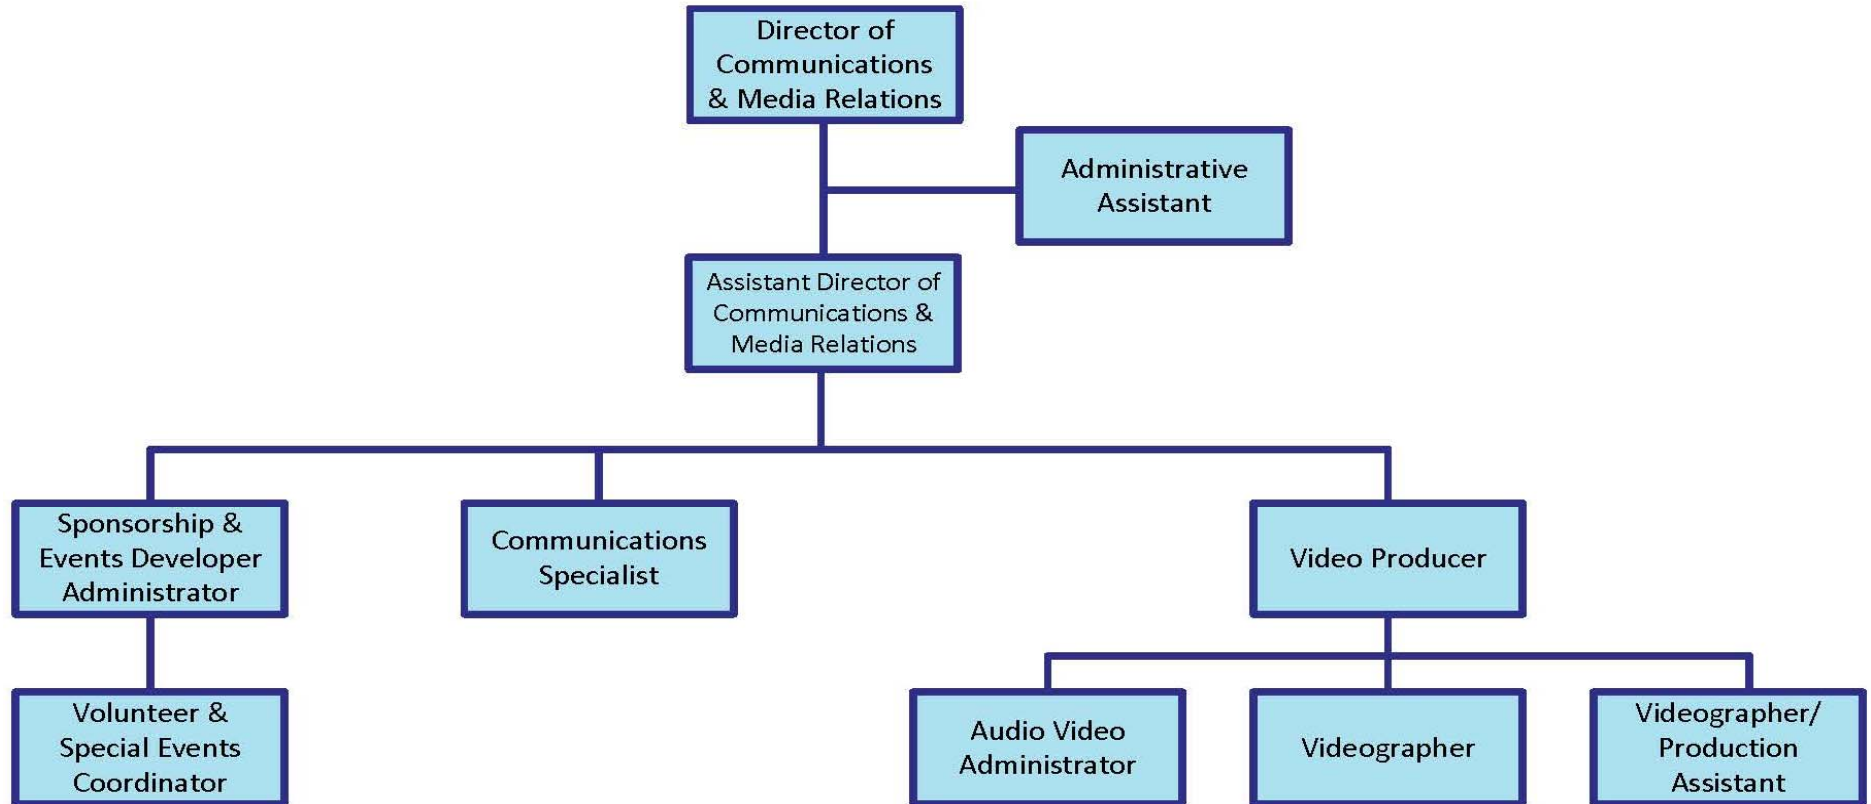 Director of
Communications
& Media Relations
Administrative
Assistant
Assistant Director of
Communications &
Media Relations
Sponsorship &
Events Developer
Administrator
Communications
Specialist
Video Producer
Volunteer &
Special Events
Coordinator
Audio Video
Administrator
Videographer
Videographer/
Production
Assistant